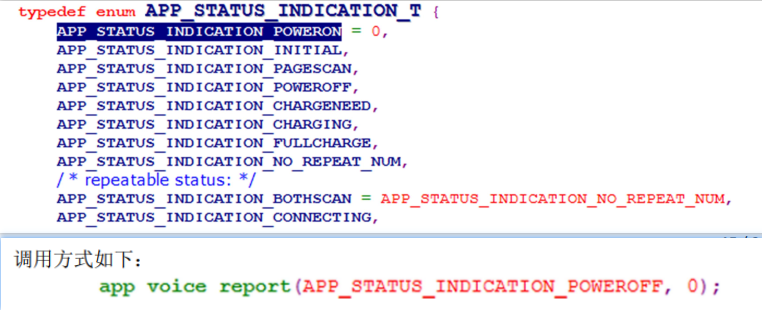 typedef enum APP_STATUS_INDICATION_T {
APP_STATUS_INDICATION_POWERON = 0,
APP_STATUS_INDICATION_INITIAL,
APP_STATUS_INDICATION_PAGESCAN,
APP_STATUS_INDICATION_POWEROFF,
APP_STATUS_INDICATION_CHARGENEED,
APP_STATUS_INDICATION_CHARGING,
APP_STATUS_INDICATION_FULLCHARGE,
APP_STATUS_INDICATION_NO_REPEAT_NUM,
/* repeatable status: */
APP_STATUS_INDICATION_BOTHSCAN = APP_STATUS_INDICATION_NO_REPEAT_NUM,
APP_STATUS_INDICATION_CONNECTING,
调用方式如下:
app voice report(APP_STATUS_INDICATION_POWEROFF, 0);